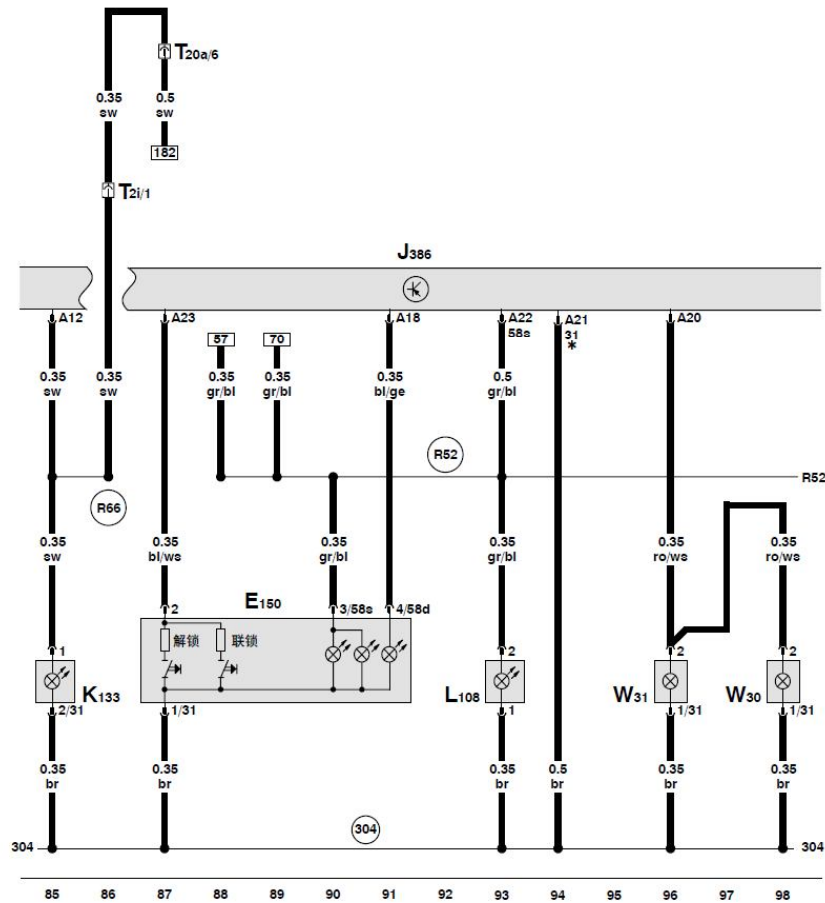 T20a/6
0.35
sw
0.5
sw
182
T2i/1
J386
A12
A23
A18
A22
58s
A21
31
*
A20
57
70
0.35
sw
0.35
sw
0.35
gr/bl
0.35
gr/bl
0.35
bl/ge
0.5
gr/bl
R52
R52
R66
0.35
sw
0.35
bl/ws
0.35
gr/bl
0.35
gr/bl
0.35
ro/ws
0.35
ro/ws
E150
2
3/58s
4/58d
解锁
联锁
1
2
2
2
K133
L108
W31
W30
2/31
1/31
1
1/31
1/31
0.35
br
0.35
br
0.35
br
0.5
br
0.35
br
0.35
br
304
304
304
85 86 87 88 89 90 91 92 93 94 95 96 97 98